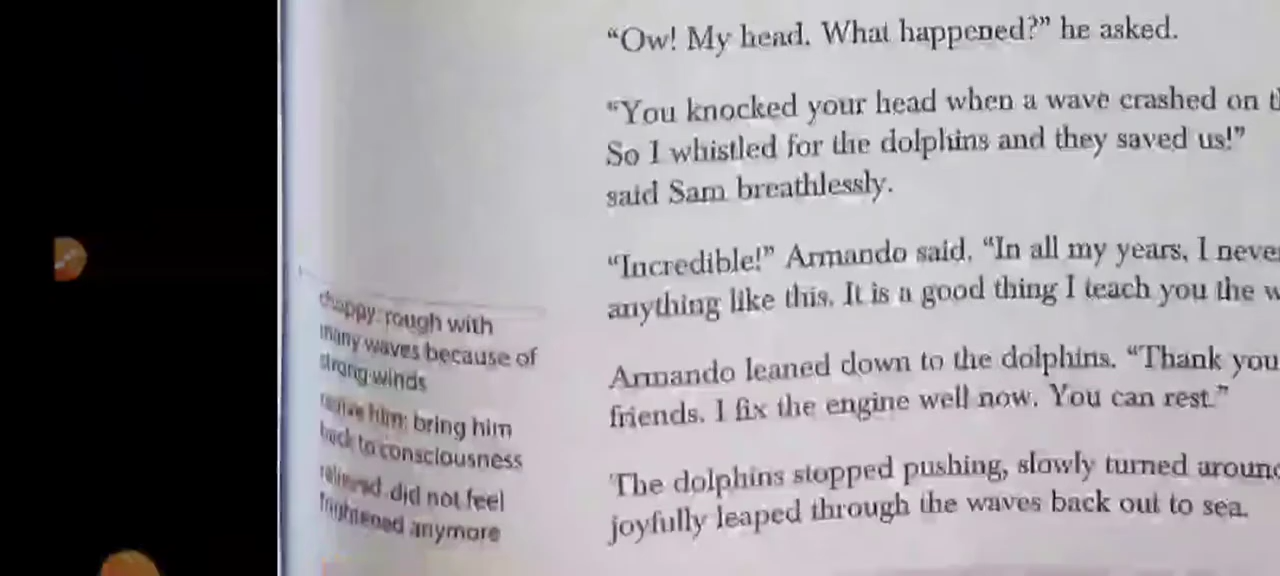 “Ow! My head. What happened?” he asked.
“You knocked your head when a wave crashed on
So I whistled for the dolphins and they saved us!”
said Sam breathlessly.
“Incredible!” Armando said. “In all my years, I
anything like this. It is a good thing I teach you the
Armando leaned down to the dolphins. “Thank you
friends. I fix the engine well now. You can rest.”
The dolphins stopped pushing, slowly turned
joyfully leaped through the waves back out to sea.
choppy: rough with
many waves because of
strong winds
revive him: bring him
back to consciousness
relieved: did not feel
frightened anymore